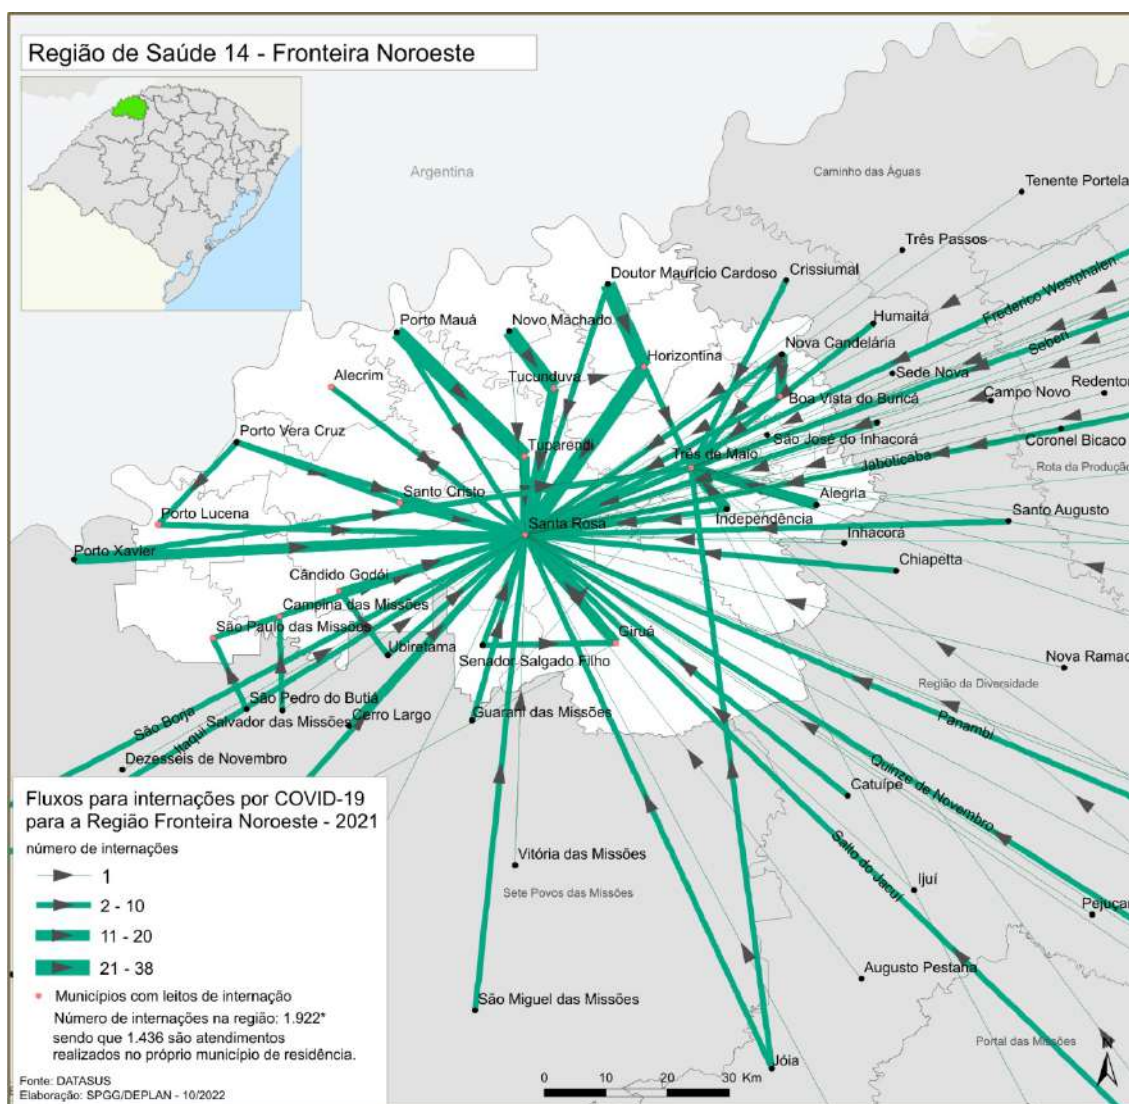 Região de Saúde 14 - Fronteira Noroeste
Argentina
Caminho das Águas
Tenente Portela
Três Passos
Doutor Maurício Cardoso
Crissiumal
Frederico Westphalen
Porto Mauá
Novo Machado
Humaitá
Seberi
Horizontina
Nova Candelária
Alecrim
Tucunduva
Sede Nova
Boa Vista do Buricá
Campo Novo
Redentor
Porto Vera Cruz
Tuparendi
São José do Inhacorá
Coronel Bicaco
Três de Maio
Jaboticaba
Rota da Produção
Santo Cristo
Alegria
Porto Lucena
Santa Rosa
Independência
Santo Augusto
Porto Xavier
Inhacorá
Chiapetta
Cândido Godói
Campina das Missões
São Paulo das Missões
Giruá
Ubiretama
Senador Salgado Filho
Nova Ramad
Região da Diversidade
São Pedro do Butiá
São Borja
Salvador das Missões
Cerro Largo
Guarani das Missões
Panambi
Itaqui
Dezesseis de Novembro
Quinze de Novembro
Catuípe
Salto do Jacuí
Vitória das Missões
Ijuí
Sete Povos das Missões
Pejuçar
Augusto Pestana
São Miguel das Missões
Portal das Missões
Jóia
Fluxos para internações por COVID-19
para a Região Fronteira Noroeste - 2021
número de internações
1
2 - 10
11 - 20
21 - 38
Municípios com leitos de internação
Número de internações na região: 1.922*
sendo que 1.436 são atendimentos
realizados no próprio município de residência.
Fonte: DATASUS
Elaboração: SPGG/DEPLAN - 10/2022
0 10 20 30 Km
N